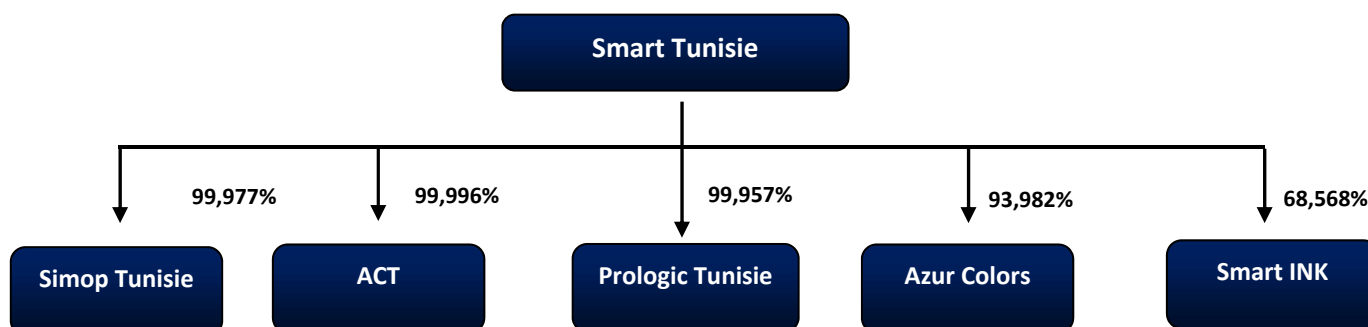 Smart Tunisie
99,977%
99,996%
99,957%
93,982%
68,568%
Simop Tunisie
ACT
Prologic Tunisie
Azur Colors
Smart INK